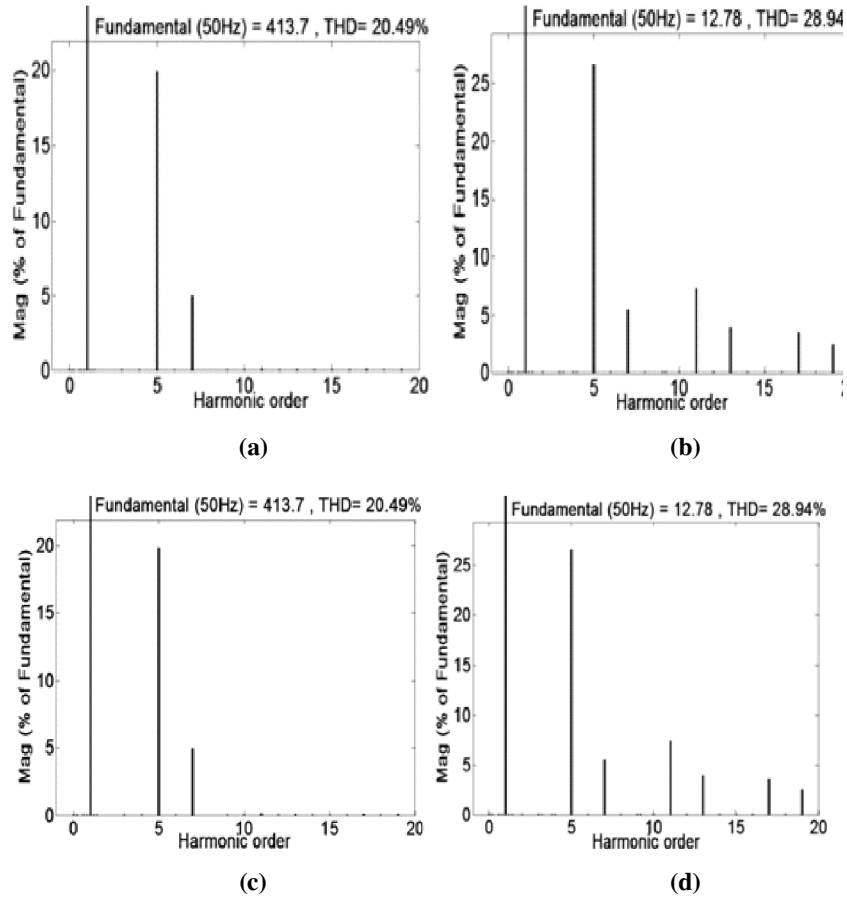 Fundamental (50Hz) = 413.7 , THD= 20.49%
Mag (% of Fundamental)
20
15
10
5
0
0 5 10 15 20
Harmonic order
(a)
Fundamental (50Hz) = 12.78 , THD= 28.94%
Mag (% of Fundamental)
25
20
15
10
5
0
0 5 10 15 20
Harmonic order
(b)
Fundamental (50Hz) = 413.7 , THD= 20.49%
Mag (% of Fundamental)
20
15
10
5
0
0 5 10 15 20
Harmonic order
(c)
Fundamental (50Hz) = 12.78 , THD= 28.94%
Mag (% of Fundamental)
25
20
15
10
5
0
0 5 10 15 20
Harmonic order
(d)